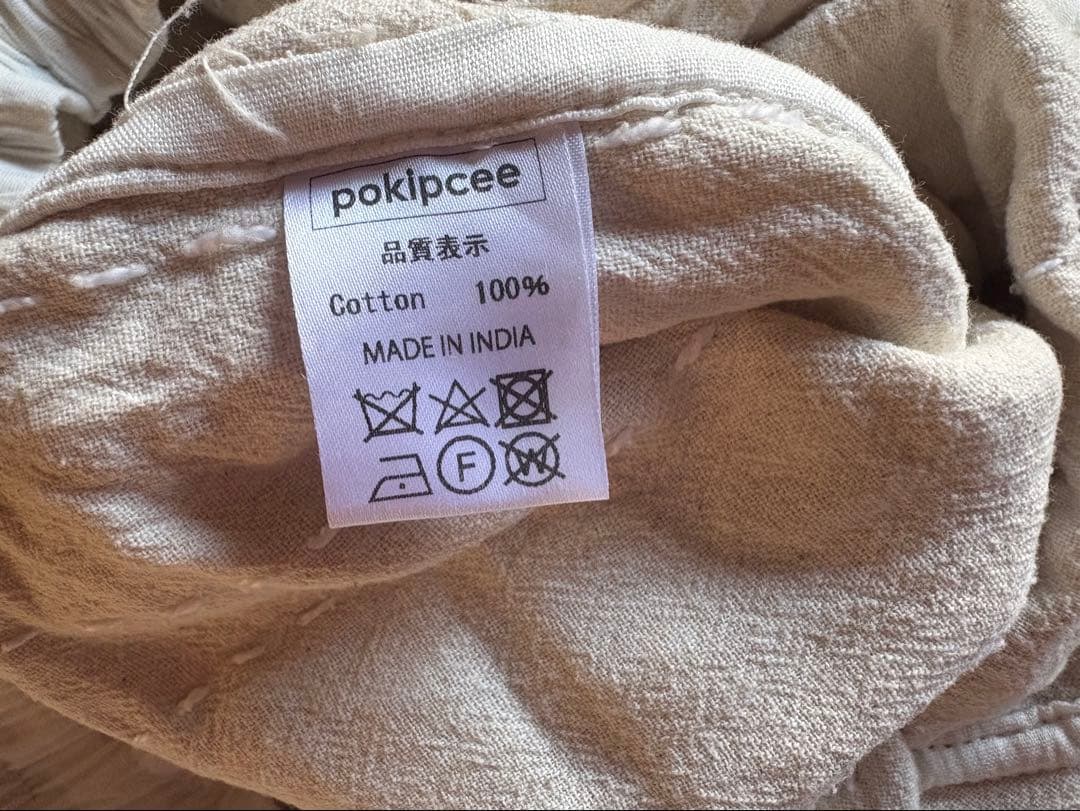 pokipcee
品質表示
Cotton 100%
MADE IN INDIA
F W